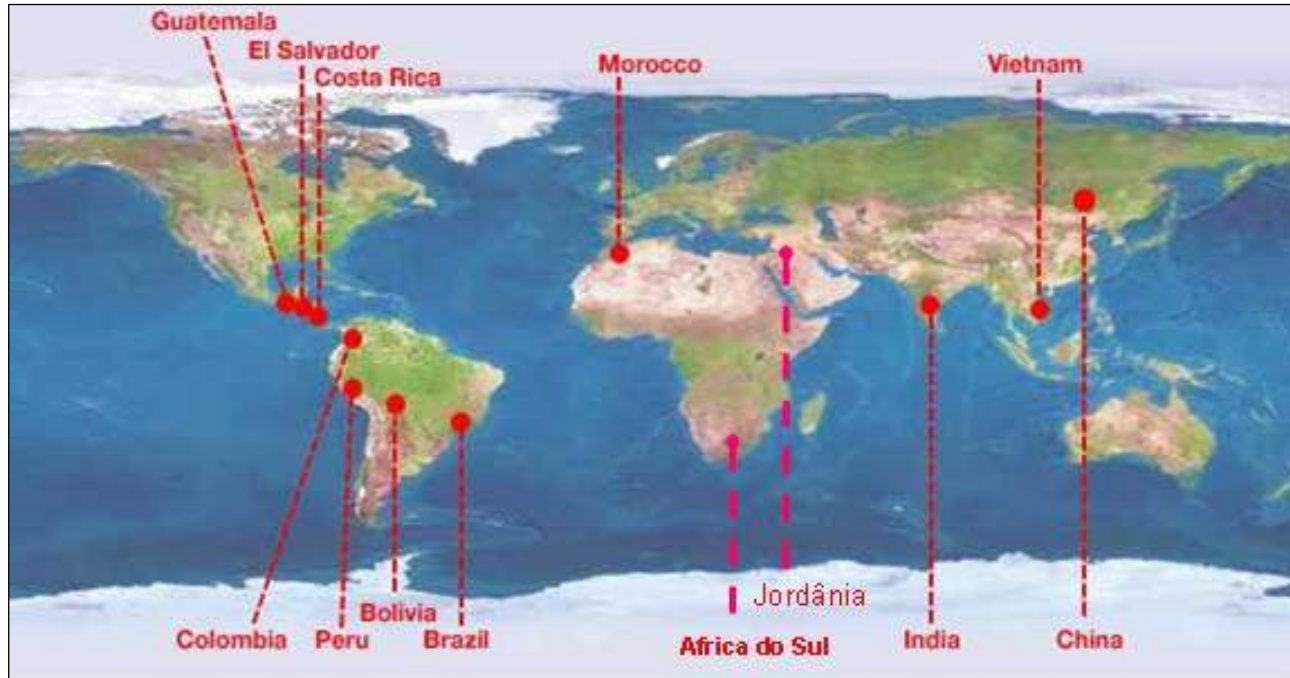 Guatemala
El Salvador
Costa Rica
Morocco
Vietnam
Colombia
Peru
Bolivia
Brazil
Africa do Sul
Jordânia
India
China